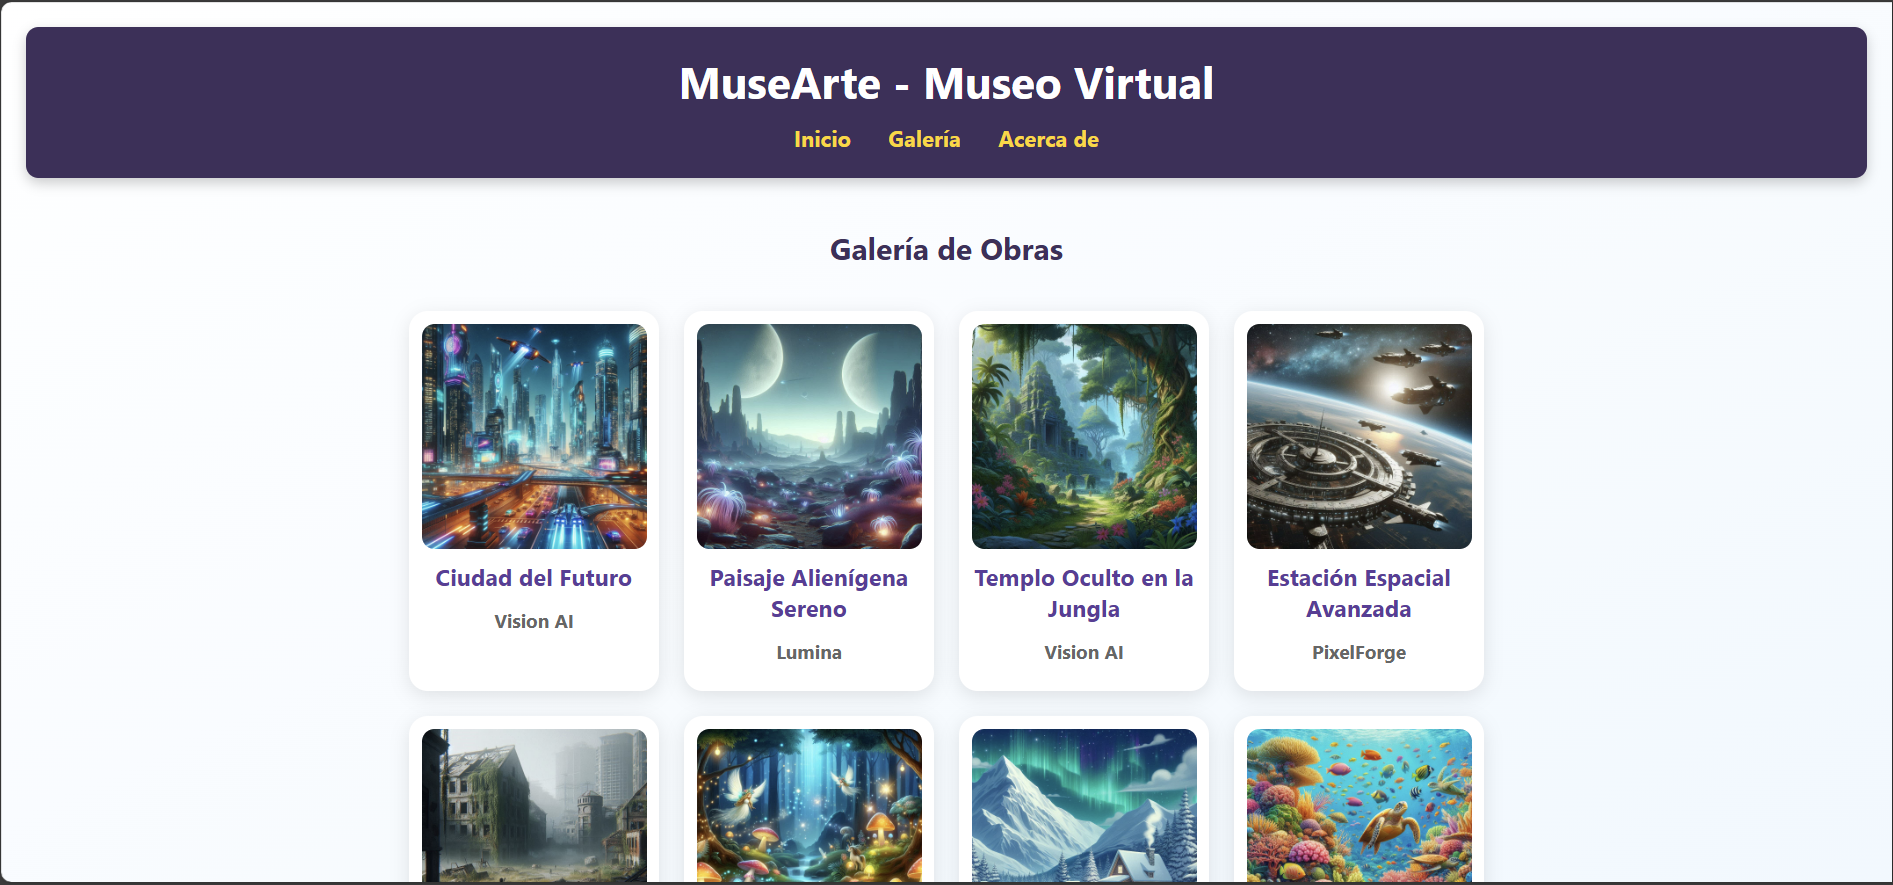 MuseArte - Museo Virtual
Inicio Galería Acerca de
Galería de Obras
Ciudad del Futuro
Vision AI
Paisaje Alienígena
Sereno
Lumina
Templo Oculto en la
Jungla
Vision AI
Estación Espacial
Avanzada
PixelForge